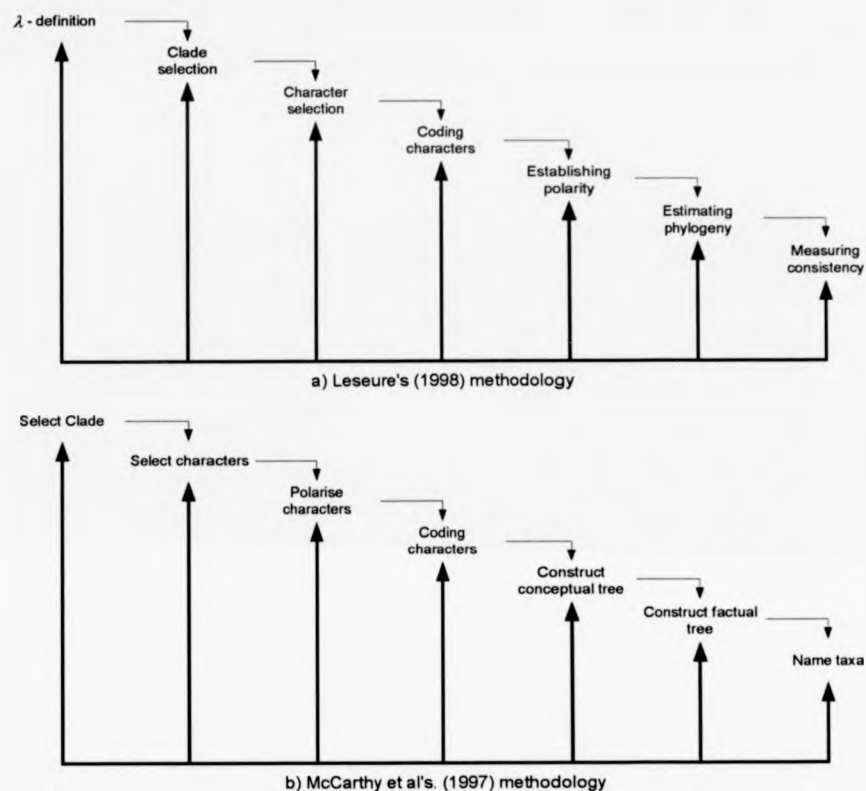 λ - definition
Clade
selection
Character
selection
Coding
characters
Establishing
polarity
Estimating
phylogeny
Measuring
consistency
a) Leseure's (1998) methodology
Select Clade
Select characters
Polarise
characters
Coding
characters
Construct
conceptual tree
Construct factual
tree
Name taxa
b) McCarthy et al's. (1997) methodology